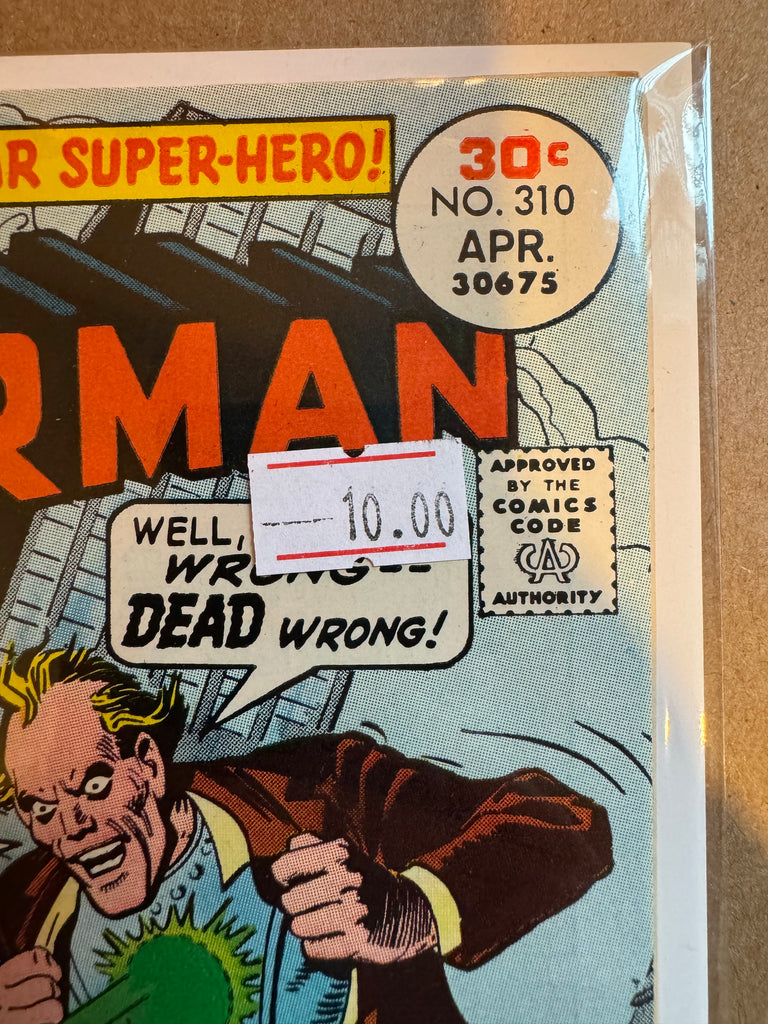 R SUPER-HERO!
30¢
NO. 310
APR.
30675
RMAN
10.00
APPROVED
BY THE
COMICS
CODE
CA
AUTHORITY
WELL,
WRONG--
DEAD WRONG!